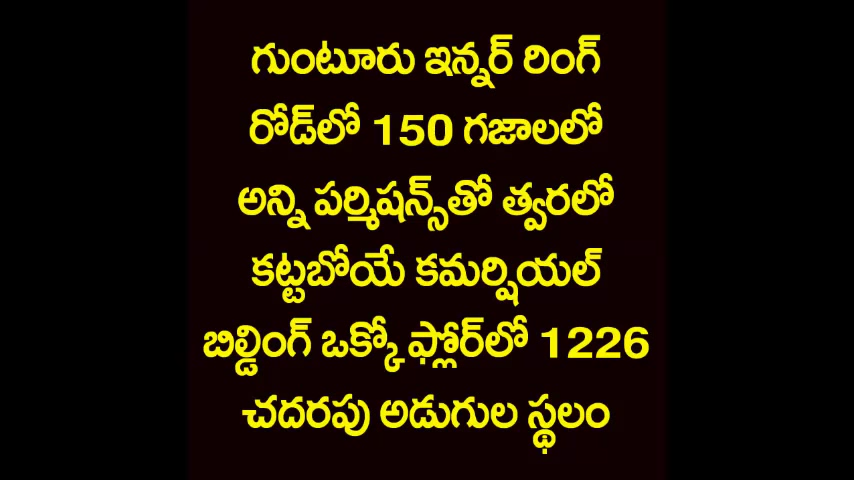 గుంటూరు ఇన్నర్ రింగ్
రోడ్‌లో 150 గజాలలో
అన్ని పర్మిషన్స్‌తో త్వరలో
కట్టబోయే కమర్షియల్
బిల్డింగ్ ఒక్కో ఫ్లోర్‌లో 1226
చదరపు అడుగుల స్థలం